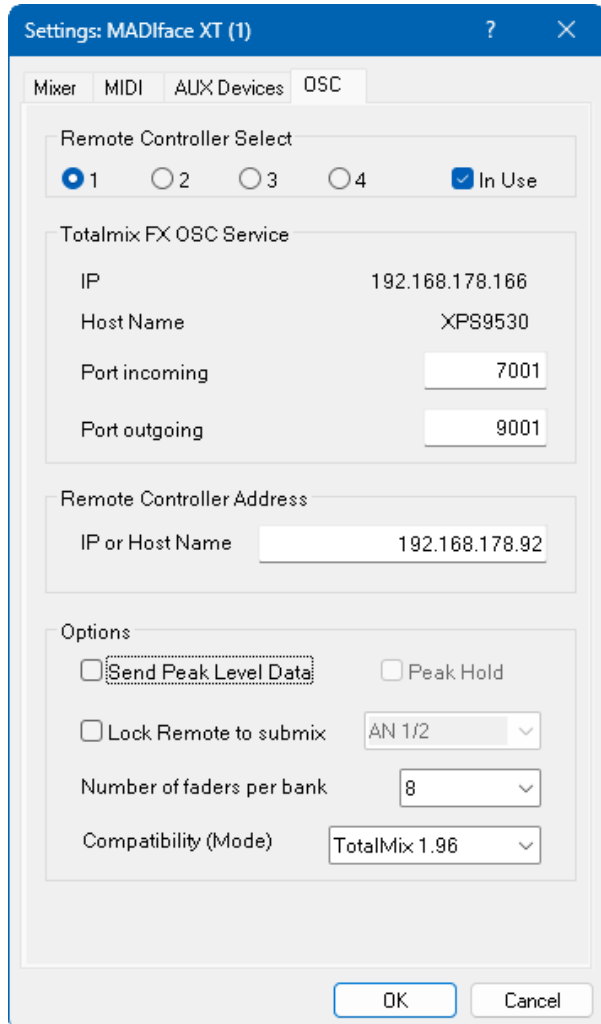 Settings: MADIface XT (1) ?
Mixer MIDI AUX Devices OSC
Remote Controller Select
1 2 3 4 In Use
Totalmix FX OSC Service
IP 192.168.178.166
Host Name XPS9530
Port incoming 7001
Port outgoing 9001
Remote Controller Address
IP or Host Name 192.168.178.92
Options
Send Peak Level Data Peak Hold
Lock Remote to submix AN 1/2
Number of faders per bank 8
Compatibility (Mode) TotalMix 1.96
OK Cancel